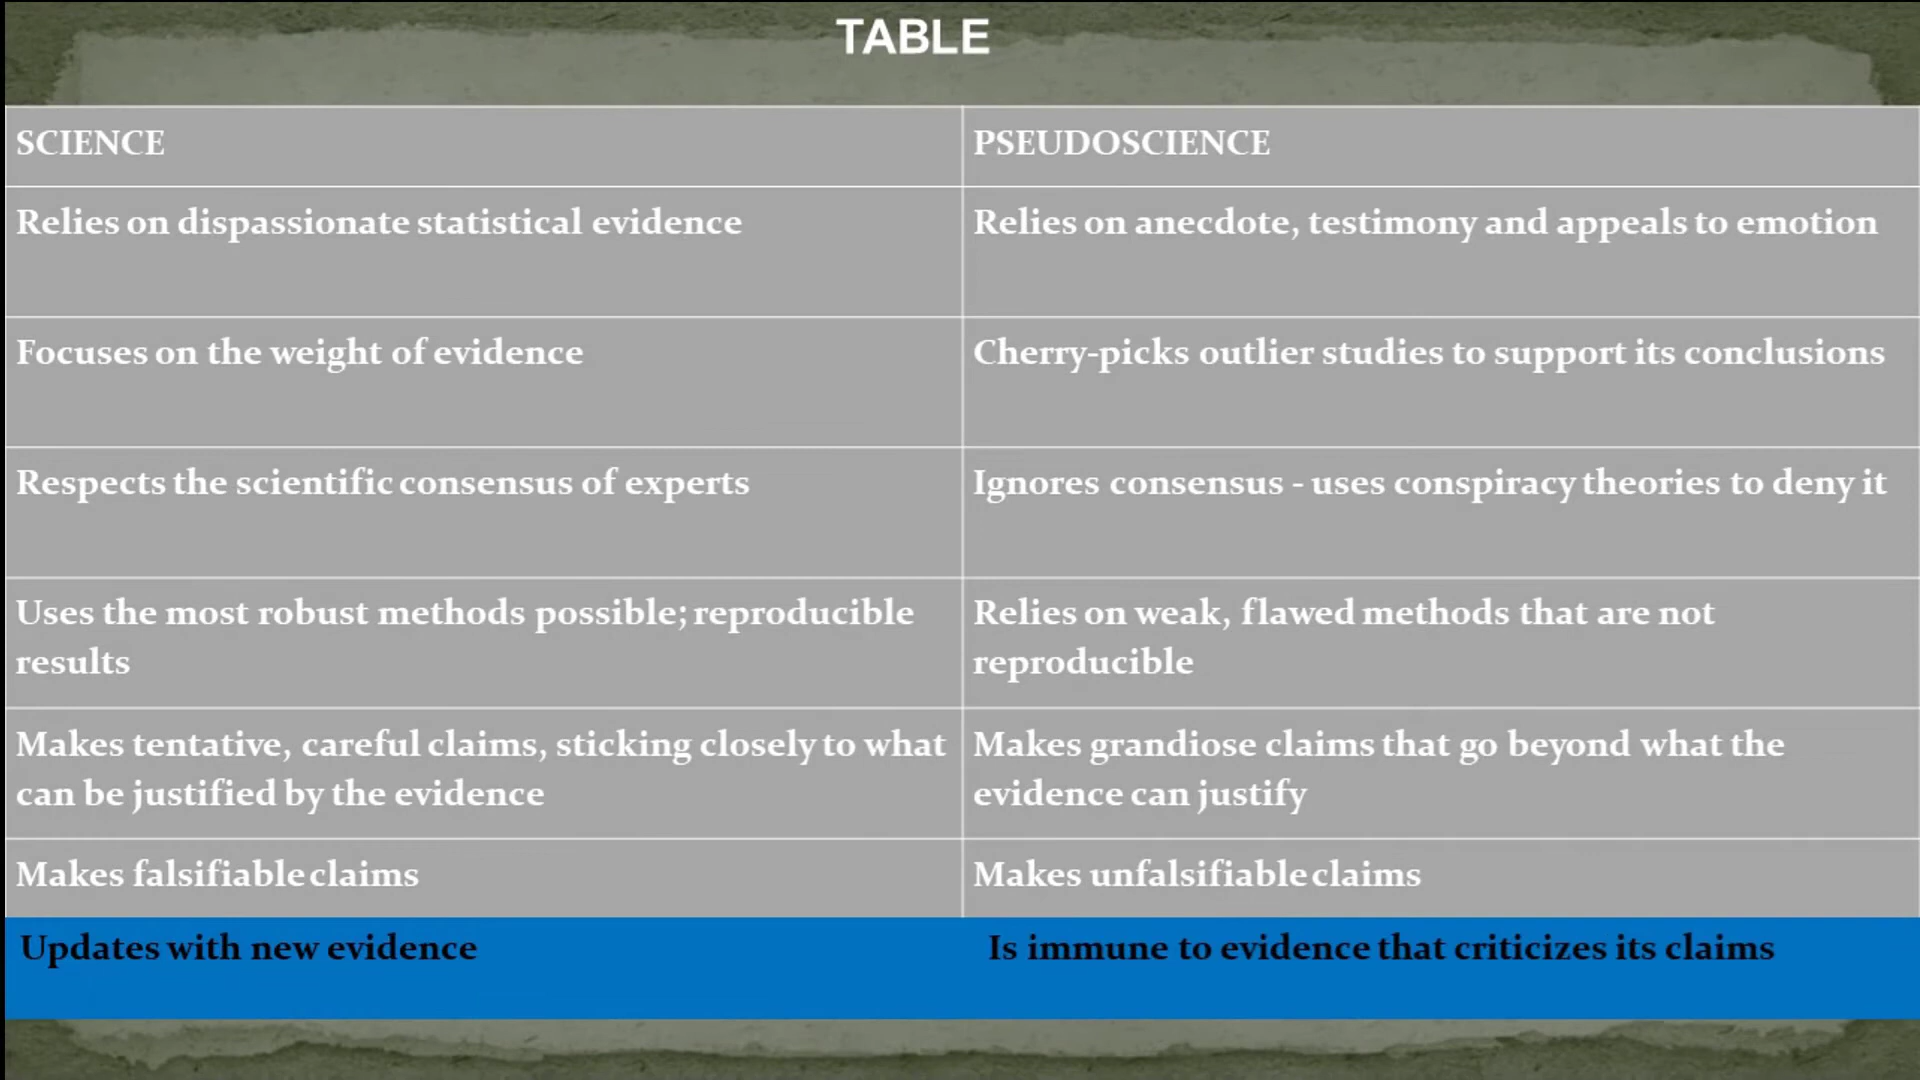 TABLE
SCIENCE
PSEUDOSCIENCE
Relies on dispassionate statistical evidence
Relies on anecdote, testimony and appeals to emotion
Focuses on the weight of evidence
Cherry-picks outlier studies to support its conclusions
Respects the scientific consensus of experts
Ignores consensus - uses conspiracy theories to deny it
Uses the most robust methods possible; reproducible
results
Relies on weak, flawed methods that are not
reproducible
Makes tentative, careful claims, sticking closely to what
can be justified by the evidence
Makes grandiose claims that go beyond what the
evidence can justify
Makes falsifiable claims
Makes unfalsifiable claims
Updates with new evidence
Is immune to evidence that criticizes its claims